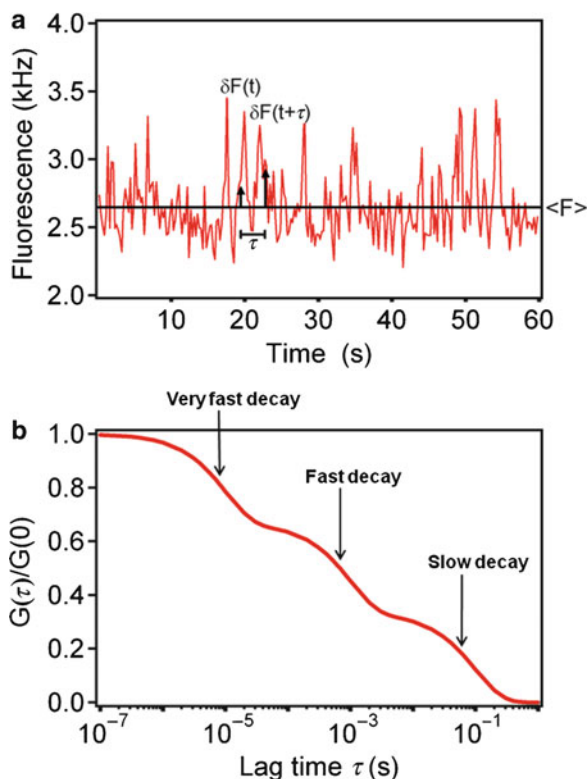 a
Fluorescence (kHz)
4.0
3.5
3.0
2.5
2.0
δF(t)
δF(t+τ)
<F>
τ
10 20 30 40 50 60
Time (s)
b
Very fast decay
Fast decay
Slow decay
G(τ)/G(0)
1.0
0.8
0.6
0.4
0.2
0.0
10⁻⁷ 10⁻⁵ 10⁻³ 10⁻¹
Lag time τ (s)